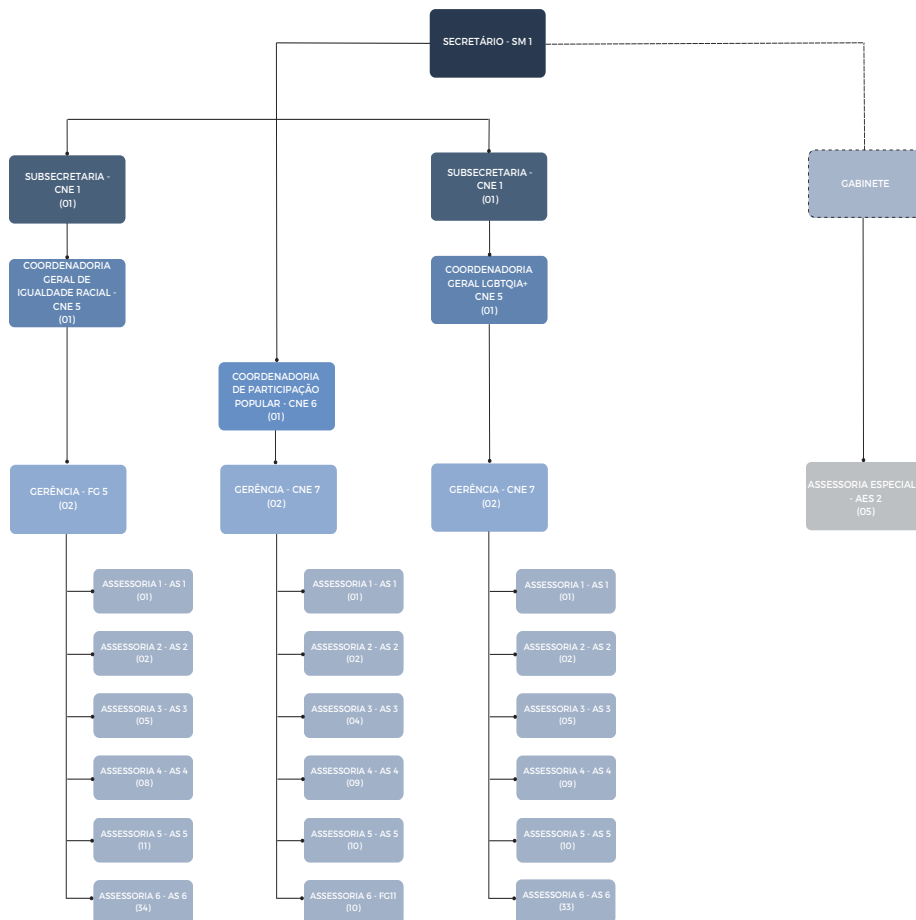 SECRETÁRIO - SM 1
SUBSECRETARIA -
CNE 1
(01)
SUBSECRETARIA -
CNE 1
(01)
GABINETE
COORDENADORIA
GERAL DE
IGUALDADE RACIAL -
CNE 5
(01)
COORDENADORIA
GERAL LGBTQIA+
CNE 5
(01)
COORDENADORIA
DE PARTICIPAÇÃO
POPULAR - CNE 6
(01)
GERÊNCIA - FG 5
(02)
GERÊNCIA - CNE 7
(02)
GERÊNCIA - CNE 7
(02)
ASSESSORIA ESPECIAL
- AES 2
(05)
ASSESSORIA 1 - AS 1
(01)
ASSESSORIA 1 - AS 1
(01)
ASSESSORIA 1 - AS 1
(01)
ASSESSORIA 2 - AS 2
(02)
ASSESSORIA 2 - AS 2
(02)
ASSESSORIA 2 - AS 2
(02)
ASSESSORIA 3 - AS 3
(05)
ASSESSORIA 3 - AS 3
(04)
ASSESSORIA 3 - AS 3
(05)
ASSESSORIA 4 - AS 4
(08)
ASSESSORIA 4 - AS 4
(09)
ASSESSORIA 4 - AS 4
(09)
ASSESSORIA 5 - AS 5
(11)
ASSESSORIA 5 - AS 5
(10)
ASSESSORIA 5 - AS 5
(10)
ASSESSORIA 6 - AS 6
(34)
ASSESSORIA 6 - FG11
(10)
ASSESSORIA 6 - AS 6
(33)